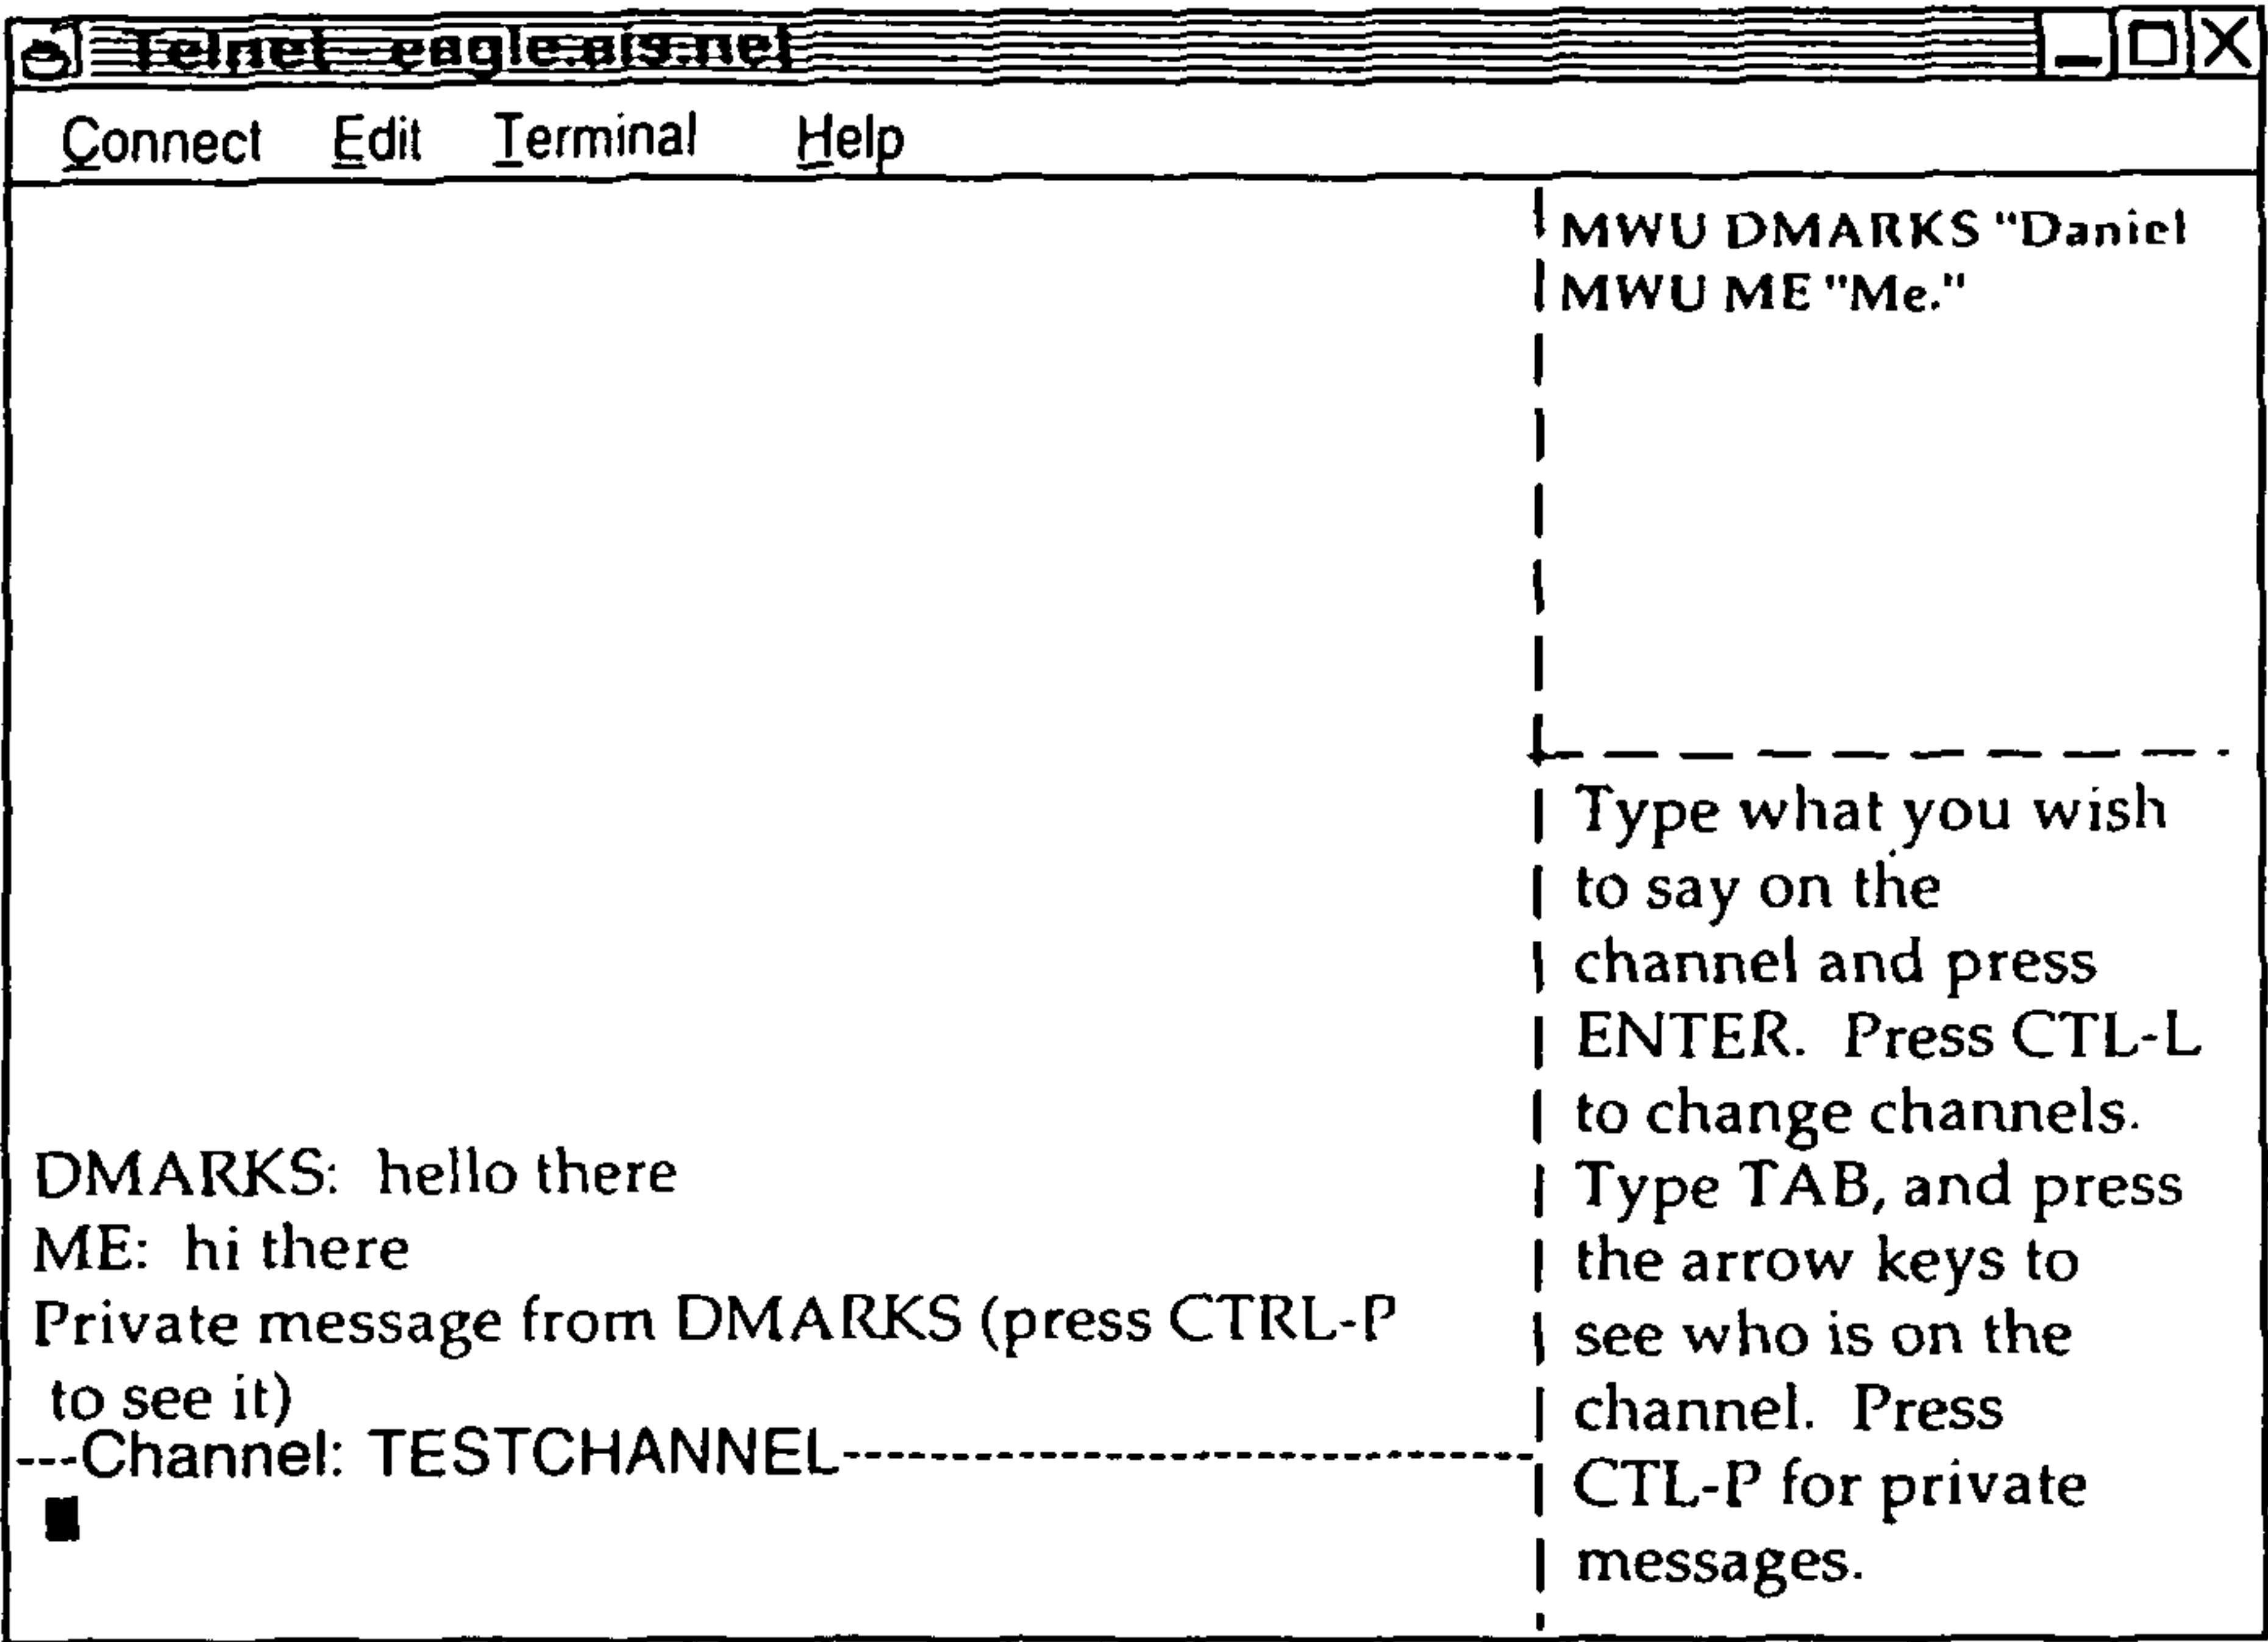 Telnet - eagle.ais.net
Connect Edit Terminal Help
MWU DMARKS "Daniel
MWU ME "Me."
DMARKS: hello there
ME: hi there
Private message from DMARKS (press CTRL-P
to see it)
---Channel: TESTCHANNEL---------------------------
Type what you wish
to say on the
channel and press
ENTER. Press CTL-L
to change channels.
Type TAB, and press
the arrow keys to
see who is on the
channel. Press
CTL-P for private
messages.